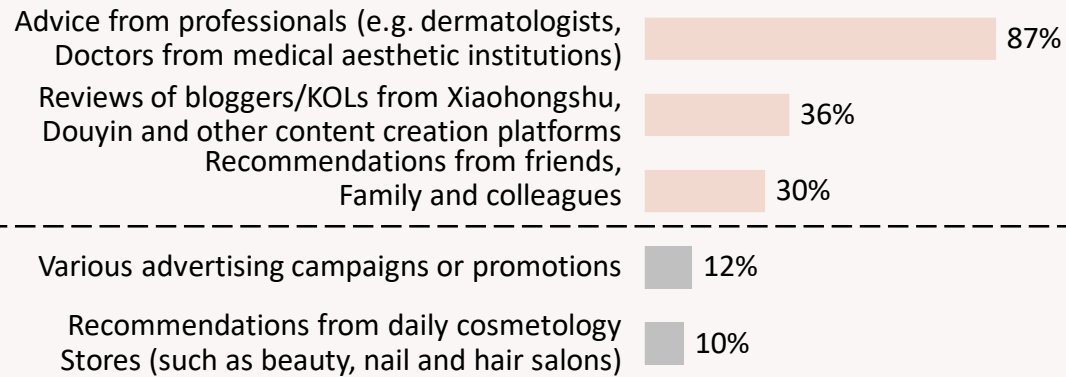 Advice from professionals (e.g. dermatologists,
Doctors from medical aesthetic institutions)
87%
Reviews of bloggers/KOLs from Xiaohongshu,
Douyin and other content creation platforms
36%
Recommendations from friends,
Family and colleagues
30%
Various advertising campaigns or promotions
12%
Recommendations from daily cosmetology
Stores (such as beauty, nail and hair salons)
10%